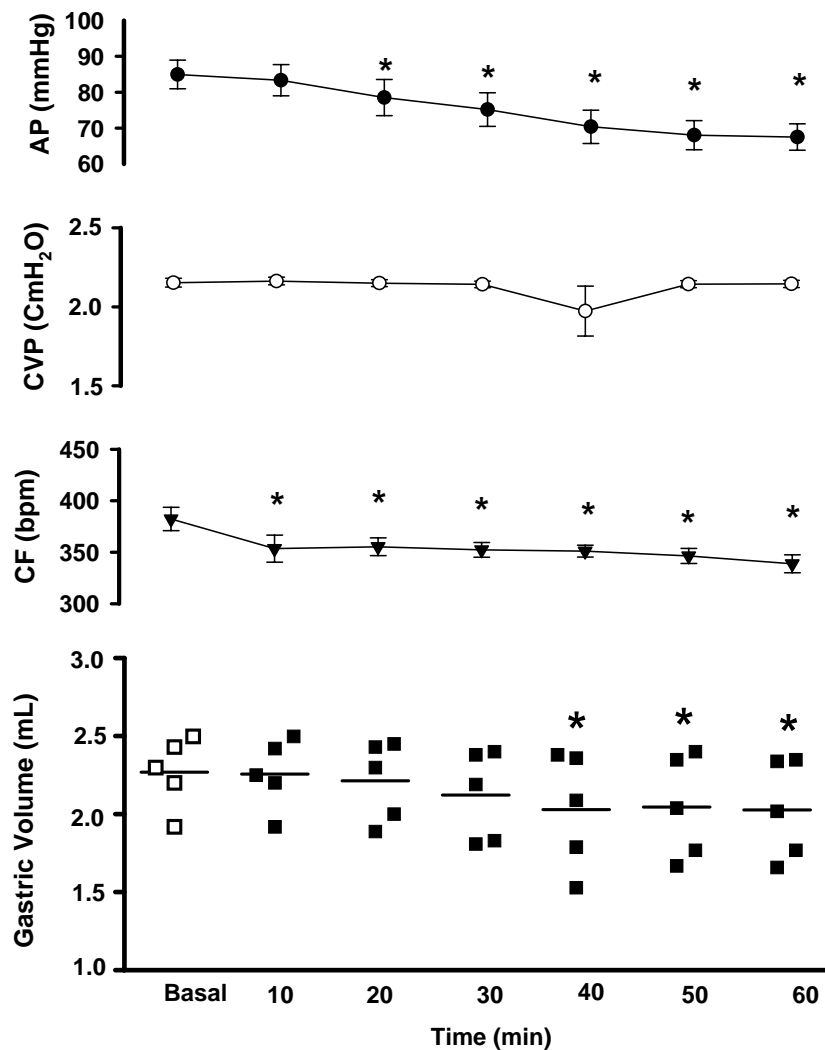 100
90
80
70
60
AP (mmHg)
* * * * *
2.5
2.0
1.5
CVP (CmH₂O)
450
400
350
300
CF (bpm)
* * * * * *
3.0
2.5
2.0
1.5
1.0
Gastric Volume (mL)
* * *
Basal 10 20 30 40 50 60
Time (min)